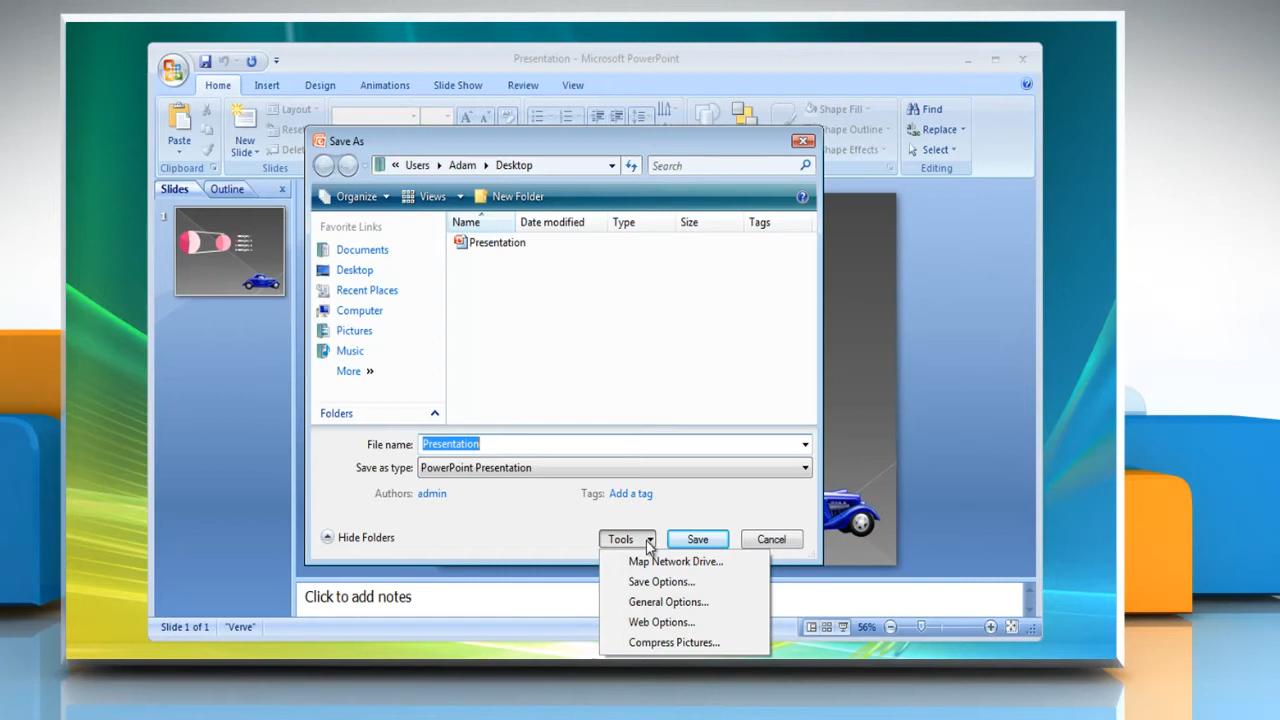 Presentation - Microsoft PowerPoint
Home Insert Design Animations Slide Show Review View
Paste
New
Slide
Layout
Reset
Shape Fill
Shape Outline
Shape Effects
Find
Replace
Select
Clipboard Slides Editing
Slides Outline
1
Save As
Users Adam Desktop Search
Organize Views New Folder
Favorite Links
Documents
Desktop
Recent Places
Computer
Pictures
Music
More
Folders
Name Date modified Type Size Tags
Presentation
File name: Presentation
Save as type: PowerPoint Presentation
Authors: admin Tags: Add a tag
Hide Folders Tools Save Cancel
Map Network Drive...
Save Options...
General Options...
Web Options...
Compress Pictures...
Click to add notes
Slide 1 of 1 "Verve" 56%